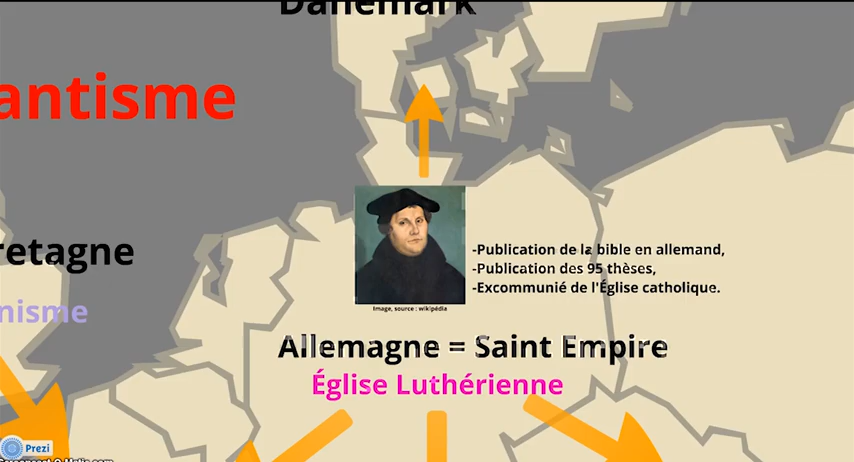 Danemark
antisme
retagne
nisme
-Publication de la bible en allemand,
-Publication des 95 thèses,
-Excommunié de l'Église catholique.
Image, source : wikipédia
Allemagne = Saint Empire
Église Luthérienne
Prezi